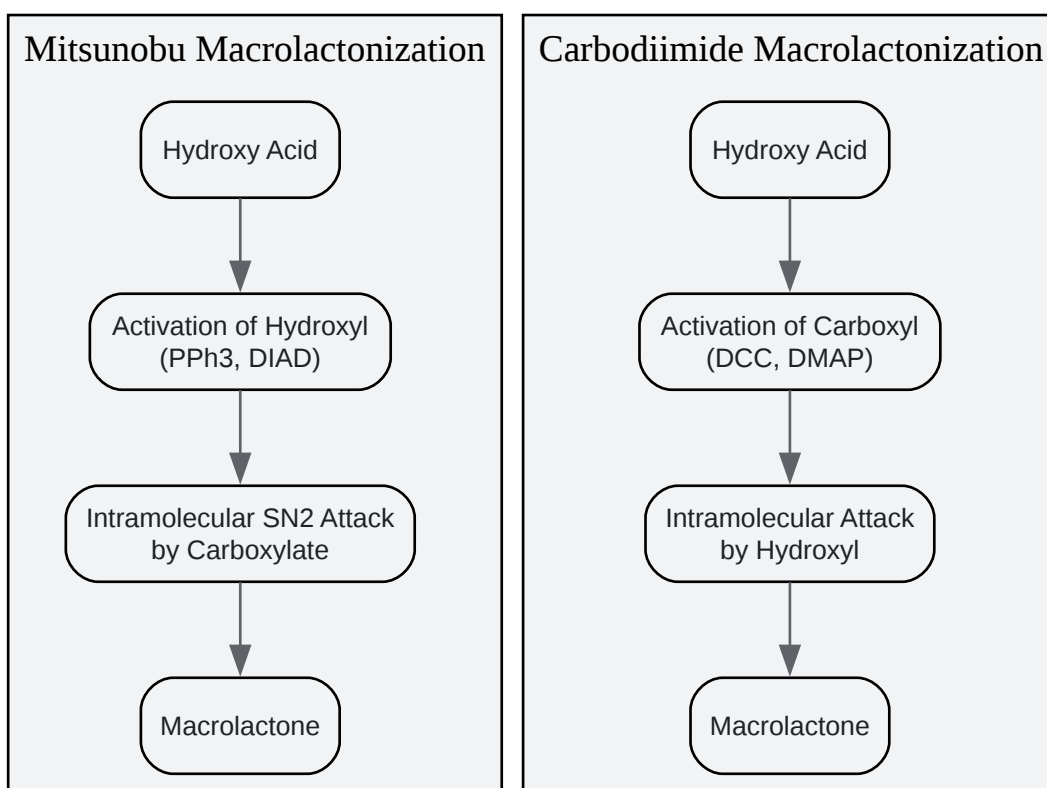 Mitsunobu Macrolactonization
Hydroxy Acid
Activation of Hydroxyl
(PPh3, DIAD)
Intramolecular SN2 Attack
by Carboxylate
Macrolactone
Carbodiimide Macrolactonization
Hydroxy Acid
Activation of Carboxyl
(DCC, DMAP)
Intramolecular Attack
by Hydroxyl
Macrolactone